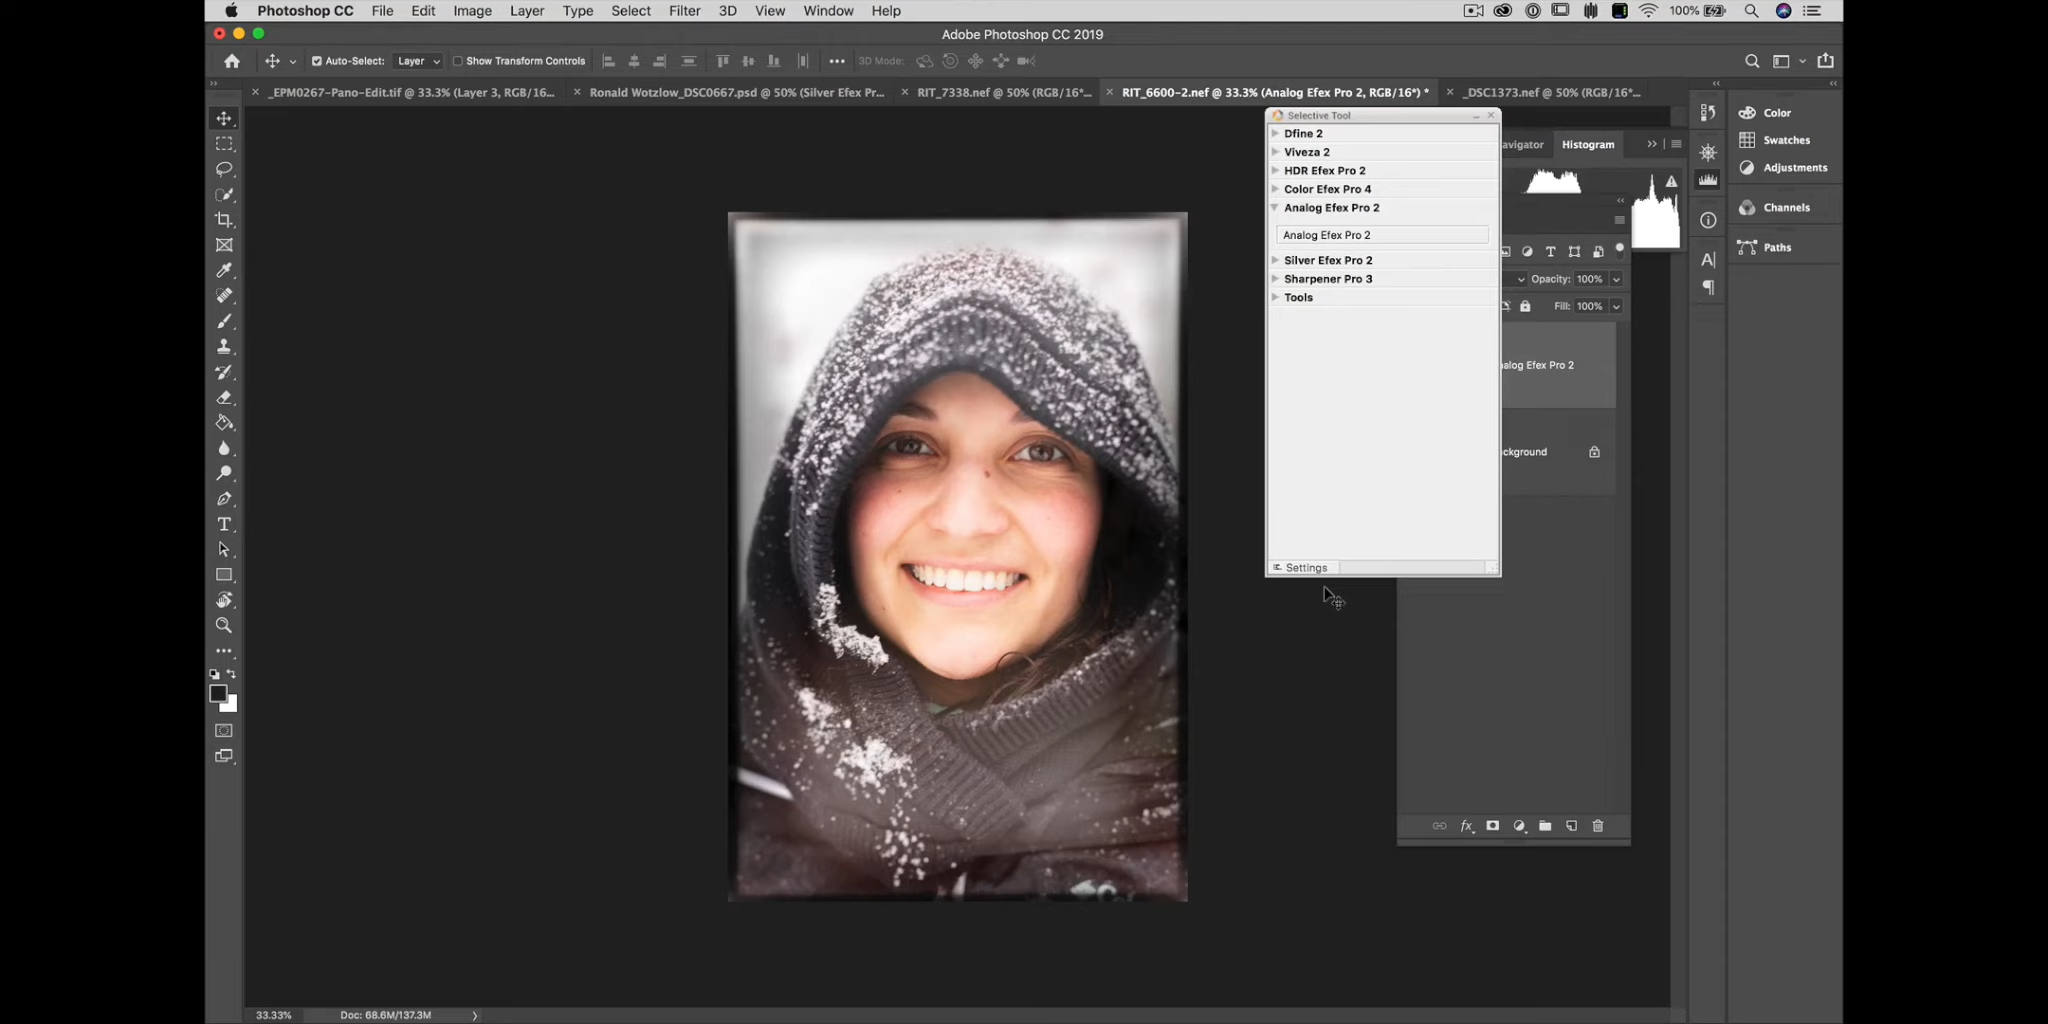 Photoshop CC File Edit Image Layer Type Select Filter 3D View Window Help 100%
Adobe Photoshop CC 2019
Auto-Select: Layer Show Transform Controls 3D Mode:
_EPM0267-Pano-Edit.tif @ 33.3% (Layer 3, RGB/16... Ronald Wotzlow_DSC0667.psd @ 50% (Silver Efex Pr... RIT_7338.nef @ 50% (RGB/16*... RIT_6600-2.nef @ 33.3% (Analog Efex Pro 2, RGB/16*) * _DSC1373.nef @ 50% (RGB/16*...
Selective Tool
Dfine 2
Viveza 2
HDR Efex Pro 2
Color Efex Pro 4
Analog Efex Pro 2
Analog Efex Pro 2
Silver Efex Pro 2
Sharpener Pro 3
Tools
Settings
avigator Histogram
Opacity: 100%
Fill: 100%
alog Efex Pro 2
ckground
Color
Swatches
Adjustments
Channels
Paths
33.33% Doc: 68.6M/137.3M